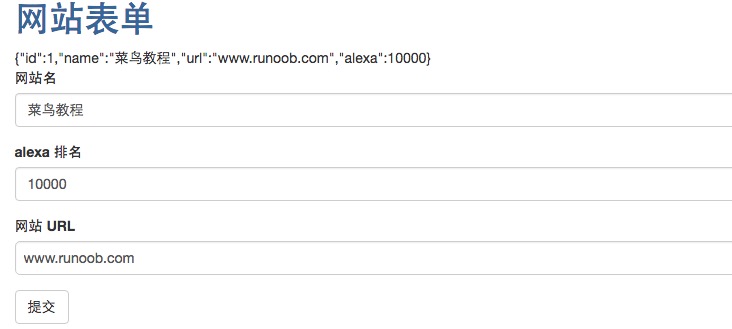 网站表单
{"id":1,"name":"菜鸟教程","url":"www.runoob.com","alexa":10000}
网站名
菜鸟教程
alexa 排名
10000
网站 URL
www.runoob.com
提交